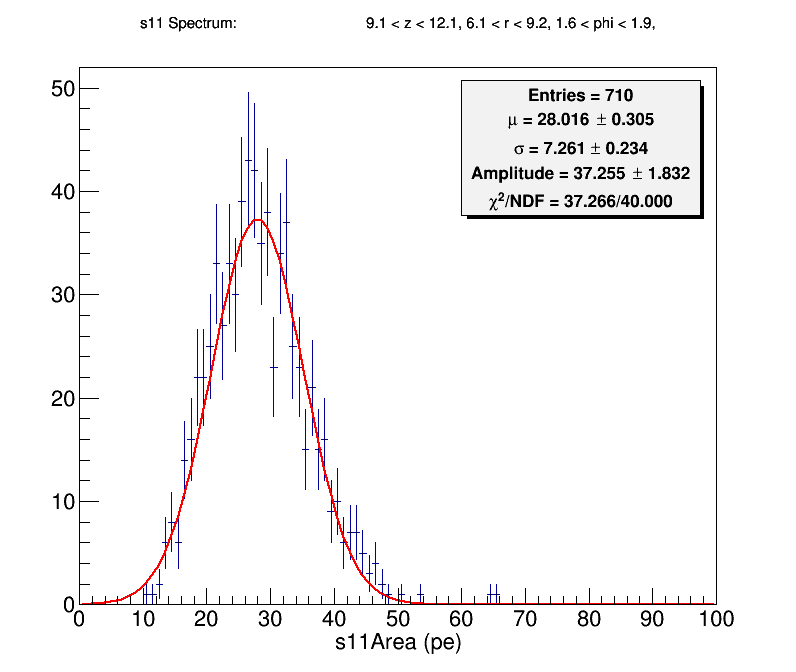 s11 Spectrum: 9.1 < z < 12.1, 6.1 < r < 9.2, 1.6 < phi < 1.9,
Entries = 710
μ = 28.016 ± 0.305
σ = 7.261 ± 0.234
Amplitude = 37.255 ± 1.832
χ²/NDF = 37.266/40.000
50
40
30
20
10
0
0 10 20 30 40 50 60 70 80 90 100
s11Area (pe)